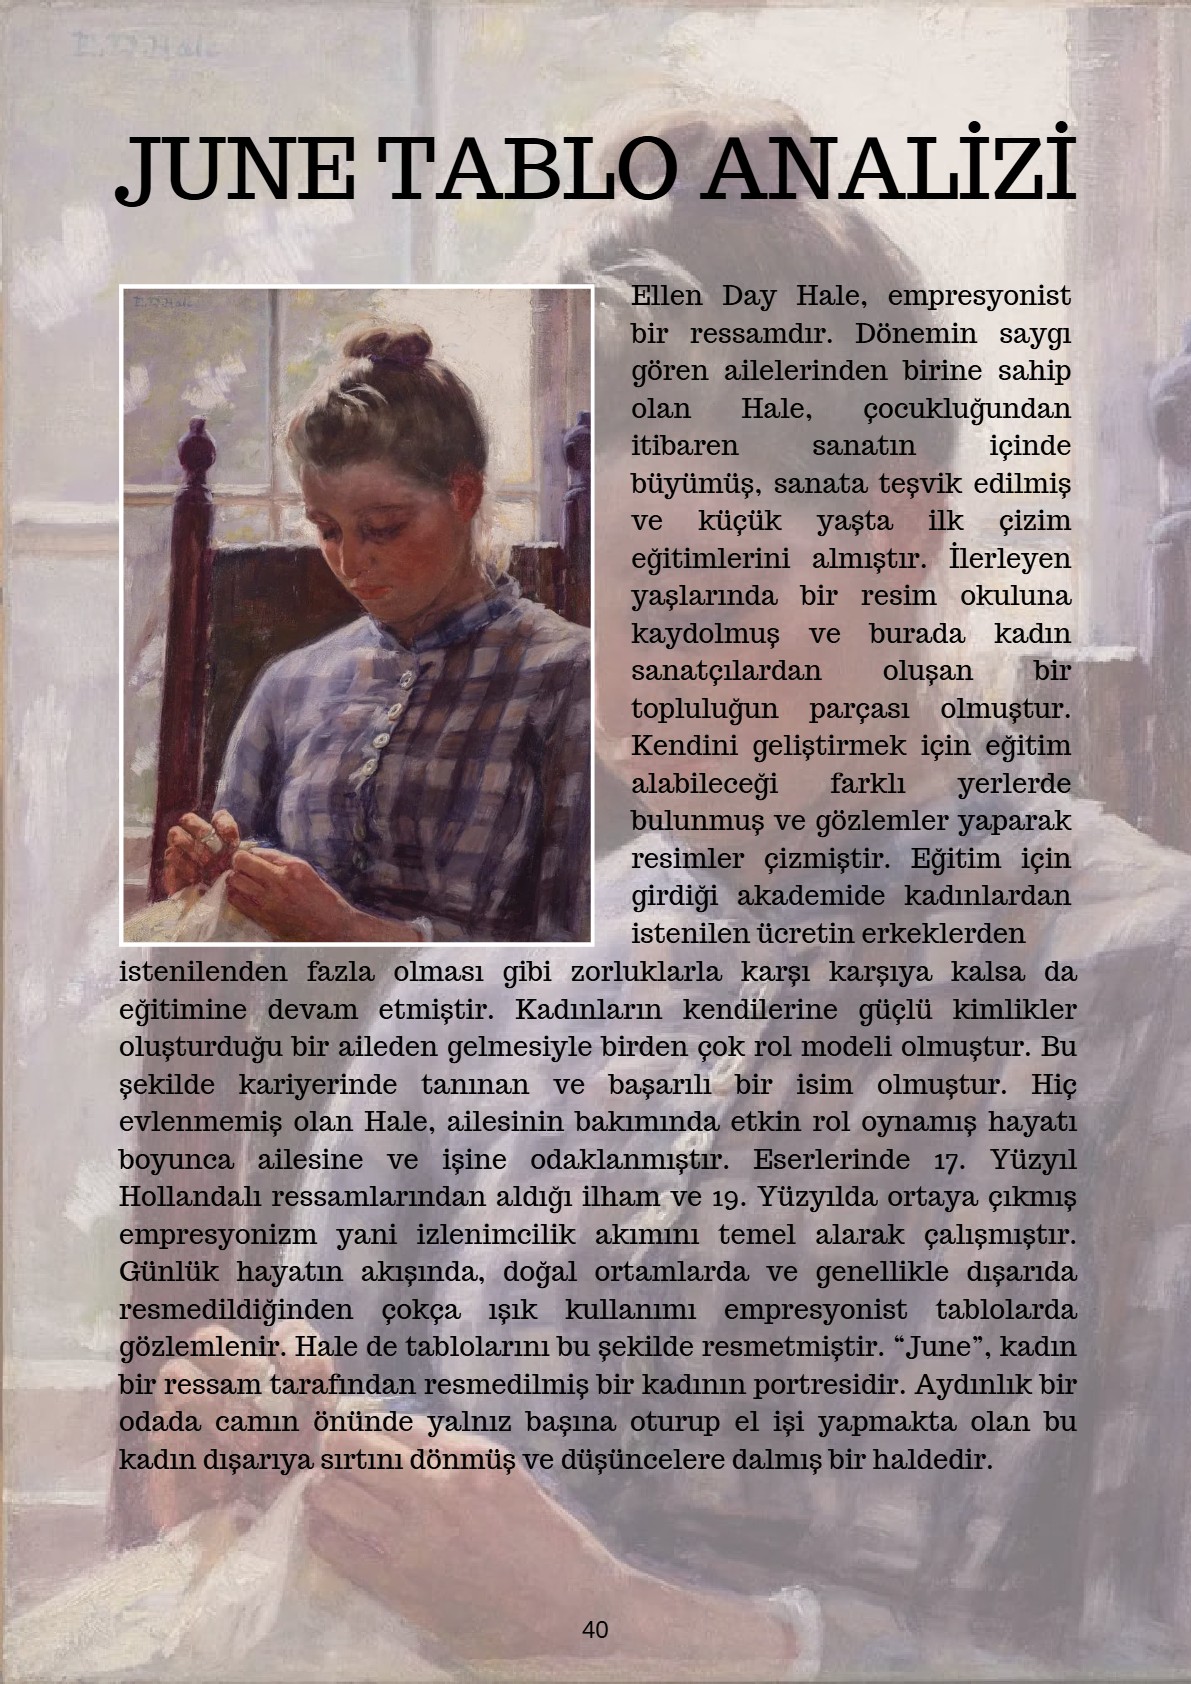 E.D.Hale
JUNE TABLO ANALİZİ
E.D.Hale
Ellen Day Hale, empresyonist
bir ressamdır. Dönemin saygı
gören ailelerinden birine sahip
olan Hale, çocukluğundan
itibaren sanatın içinde
büyümüş, sanata teşvik edilmiş
ve küçük yaşta ilk çizim
eğitimlerini almıştır. İlerleyen
yaşlarında bir resim okuluna
kaydolmuş ve burada kadın
sanatçılardan oluşan bir
topluluğun parçası olmuştur.
Kendini geliştirmek için eğitim
alabileceği farklı yerlerde
bulunmuş ve gözlemler yaparak
resimler çizmiştir. Eğitim için
girdiği akademide kadınlardan
istenilen ücretin erkeklerden
istenilenden fazla olması gibi zorluklarla karşı karşıya kalsa da
eğitimine devam etmiştir. Kadınların kendilerine güçlü kimlikler
oluşturduğu bir aileden gelmesiyle birden çok rol modeli olmuştur. Bu
şekilde kariyerinde tanınan ve başarılı bir isim olmuştur. Hiç
evlenmemiş olan Hale, ailesinin bakımında etkin rol oynamış hayatı
boyunca ailesine ve işine odaklanmıştır. Eserlerinde 17. Yüzyıl
Hollandalı ressamlarından aldığı ilham ve 19. Yüzyılda ortaya çıkmış
empresyonizm yani izlenimcilik akımını temel alarak çalışmıştır.
Günlük hayatın akışında, doğal ortamlarda ve genellikle dışarıda
resmedildiğinden çokça ışık kullanımı empresyonist tablolarda
gözlemlenir. Hale de tablolarını bu şekilde resmetmiştir. “June”, kadın
bir ressam tarafından resmedilmiş bir kadının portresidir. Aydınlık bir
odada camın önünde yalnız başına oturup el işi yapmakta olan bu
kadın dışarıya sırtını dönmüş ve düşüncelere dalmış bir haldedir.
40